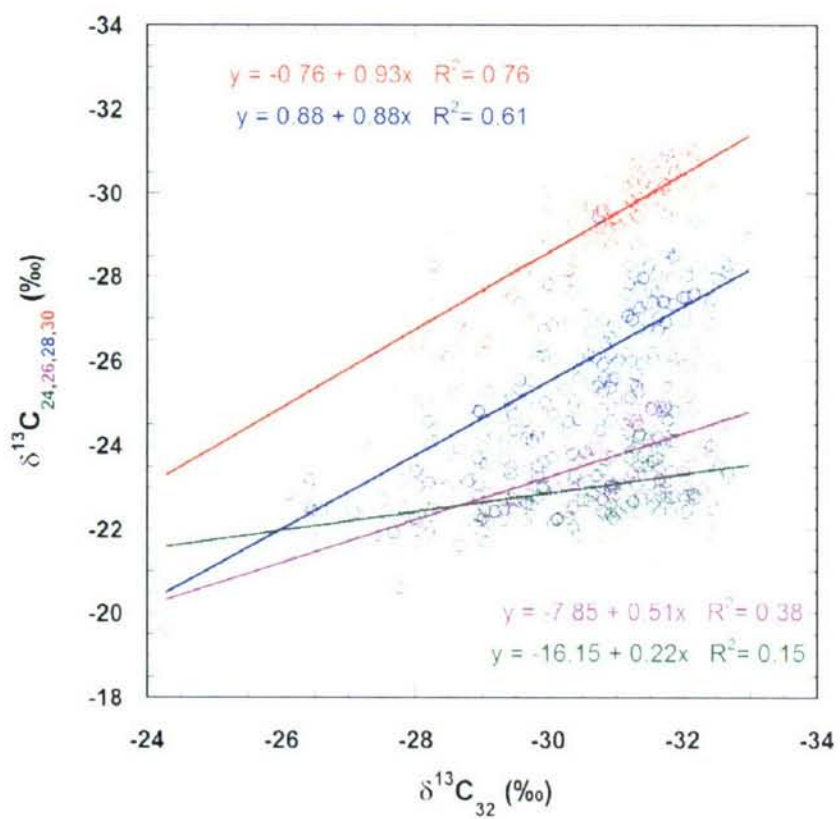 -34
-32
-30
-28
-26
-24
-22
-20
-18
δ¹³C₂₄,₂₆,₂₈,₃₀ (‰)
y = -0.76 + 0.93x R²= 0.76
y = 0.88 + 0.88x R²= 0.61
y = -7.85 + 0.51x R²= 0.38
y = -16.15 + 0.22x R²= 0.15
-24 -26 -28 -30 -32 -34
δ¹³C₃₂ (‰)